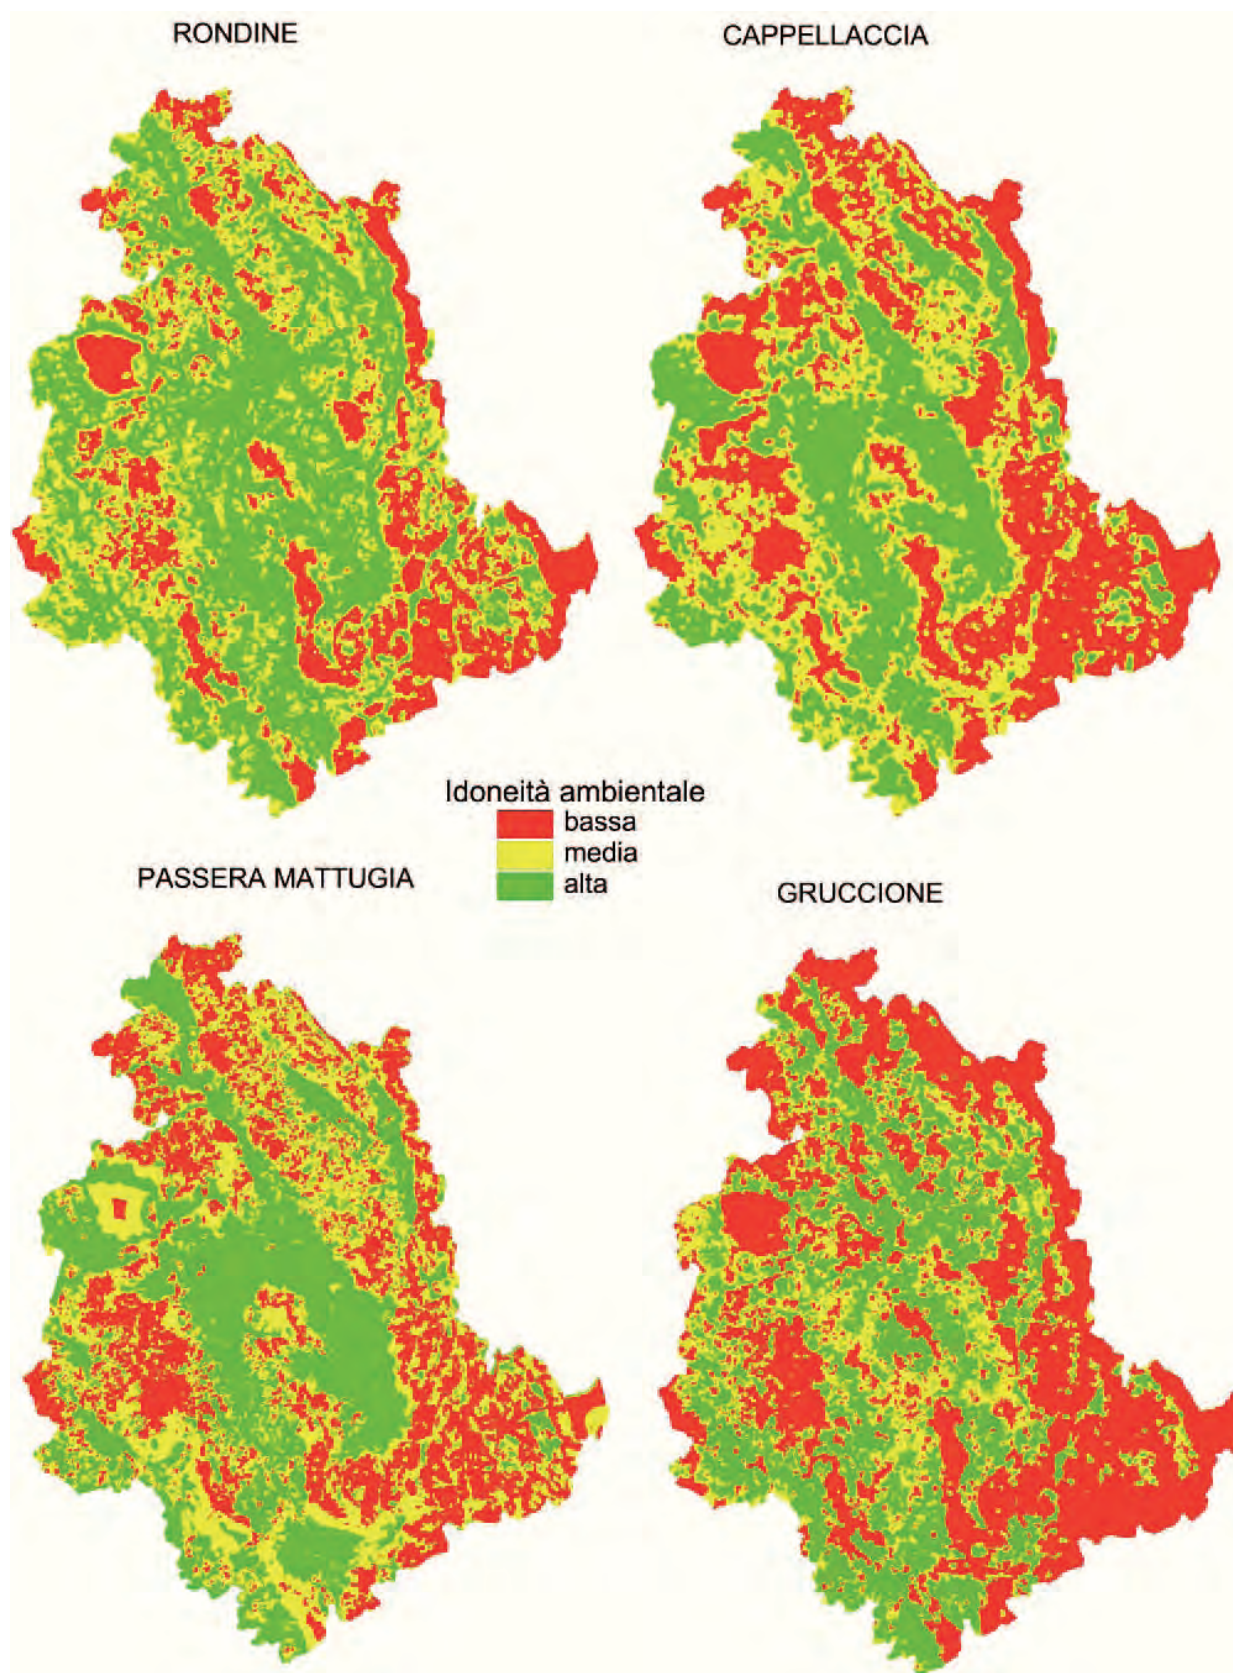 RONDINE
CAPPELLACCIA
Idoneità ambientale
bassa
media
alta
PASSERA MATTUGIA
GRUCCIONE